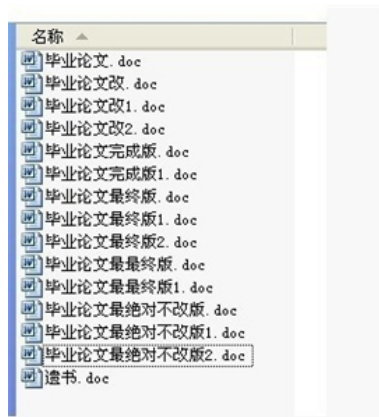 名称
毕业论文.doc
毕业论文改.doc
毕业论文改1.doc
毕业论文改2.doc
毕业论文完成版.doc
毕业论文完成版1.doc
毕业论文最终版.doc
毕业论文最终版1.doc
毕业论文最终版2.doc
毕业论文最最终版.doc
毕业论文最最终版1.doc
毕业论文最绝对不改版.doc
毕业论文最绝对不改版1.doc
毕业论文最绝对不改版2.doc
遗书.doc